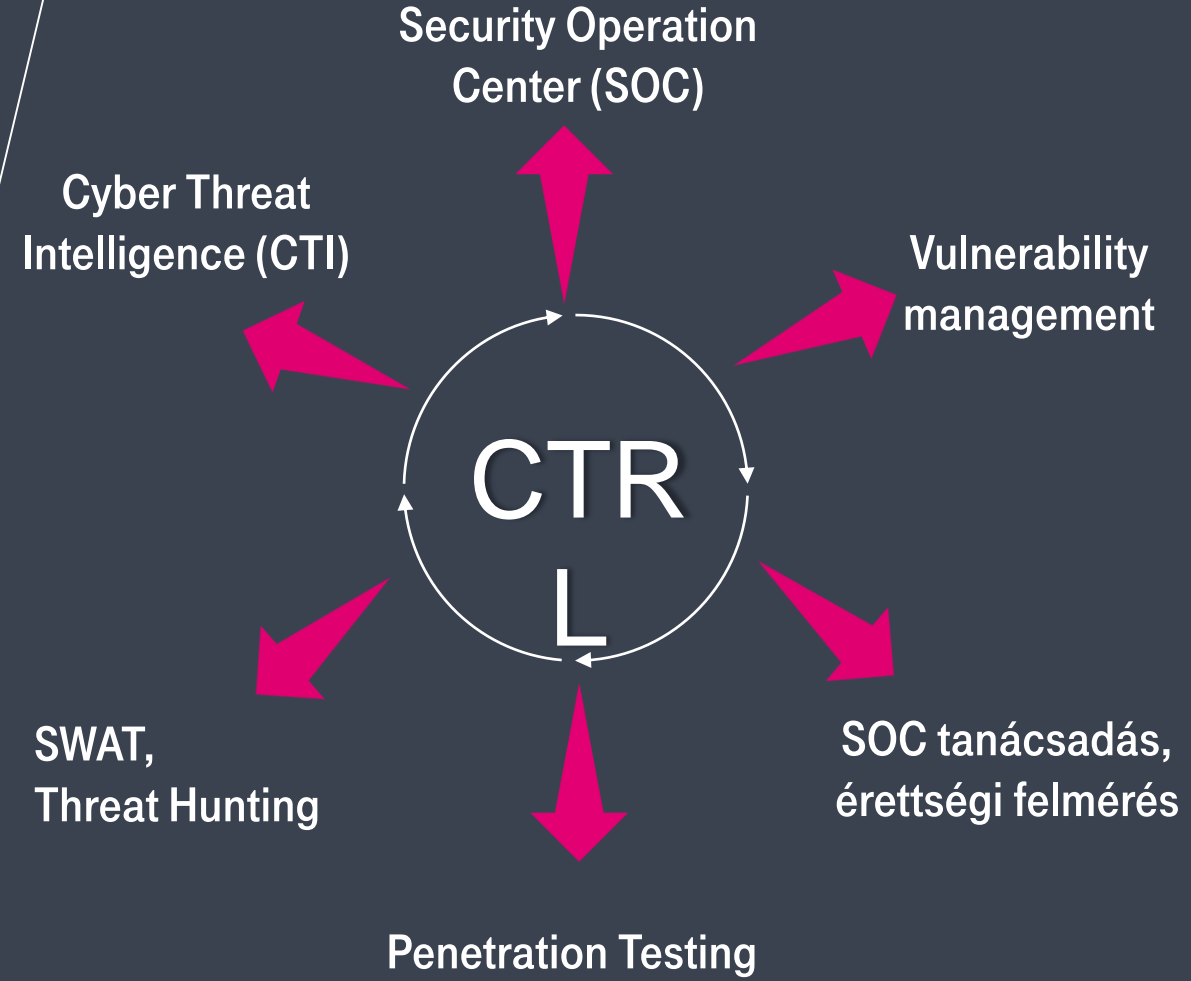 Security Operation
Center (SOC)
Cyber Threat
Intelligence (CTI)
Vulnerability
management
CTR
L
SWAT,
Threat Hunting
SOC tanácsadás,
érettségi felmérés
Penetration Testing